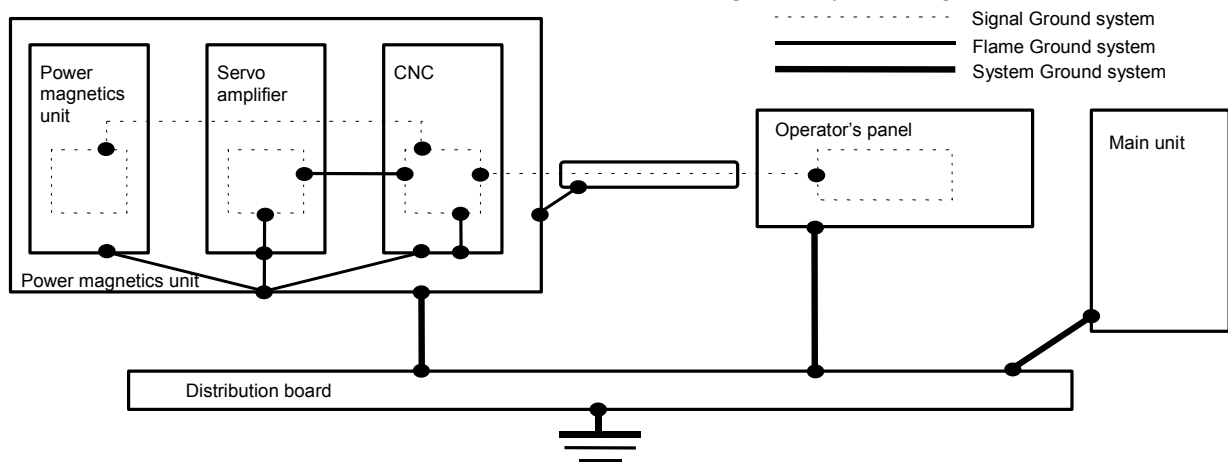 Signal Ground system
Flame Ground system
System Ground system
Power
magnetics
unit
Servo
amplifier
CNC
Operator's panel
Main unit
Power magnetics unit
Distribution board